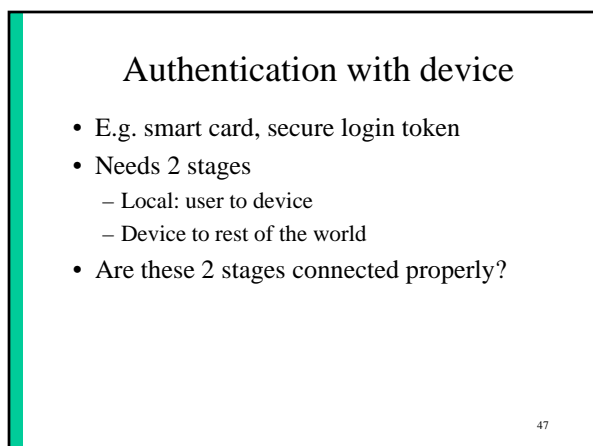 Authentication with device
• E.g. smart card, secure login token
• Needs 2 stages
– Local: user to device
– Device to rest of the world
• Are these 2 stages connected properly?
47